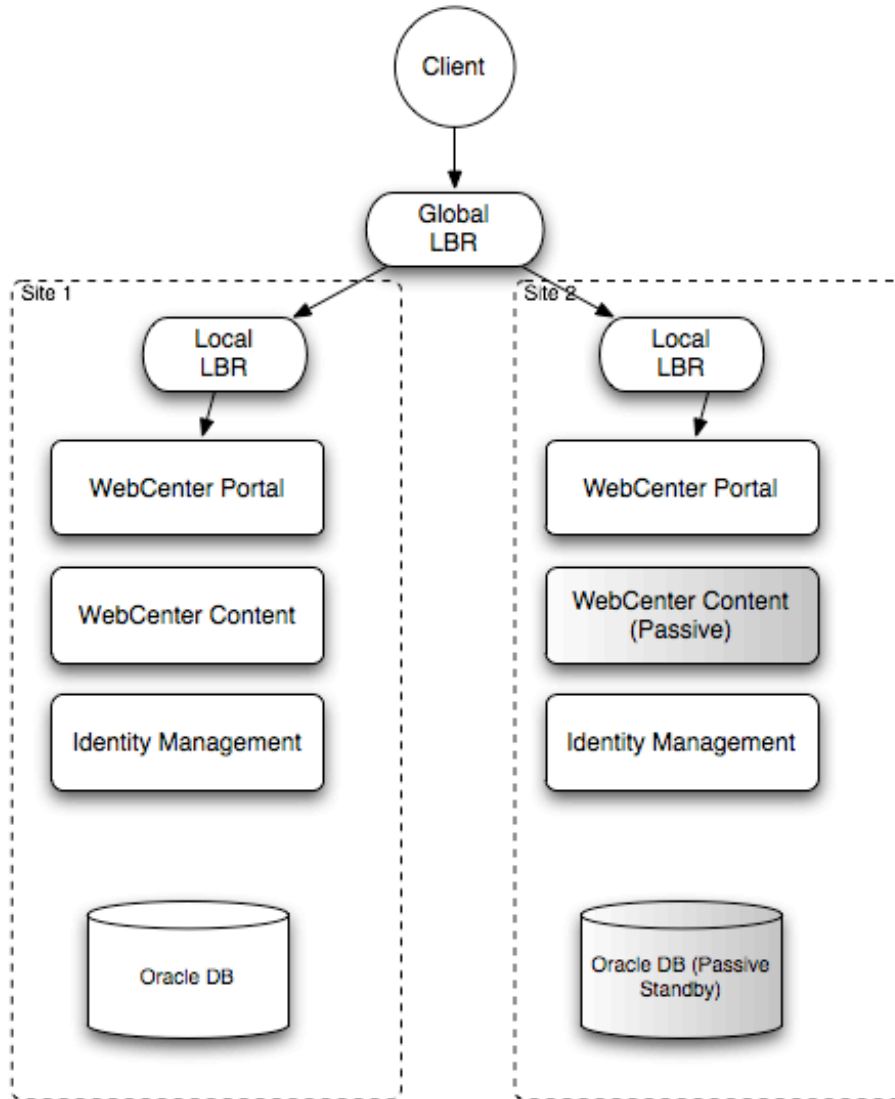 Client
Global
LBR
Site 1
Local
LBR
WebCenter Portal
WebCenter Content
Identity Management
Oracle DB
Site 2
Local
LBR
WebCenter Portal
WebCenter Content
(Passive)
Identity Management
Oracle DB (Passive
Standby)